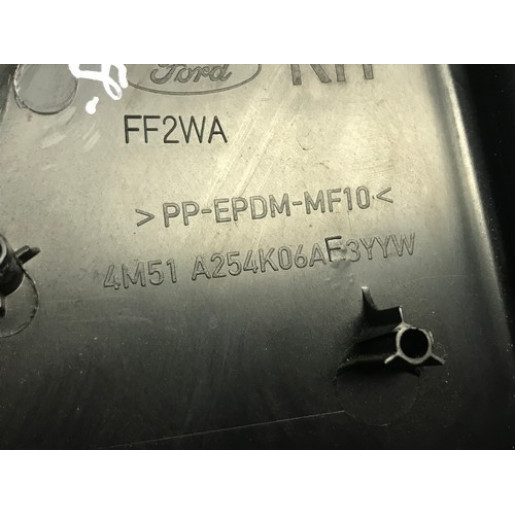 Ford RH
FF2WA
>PP-EPDM-MF10<
4M51 A254K06AE3YYW